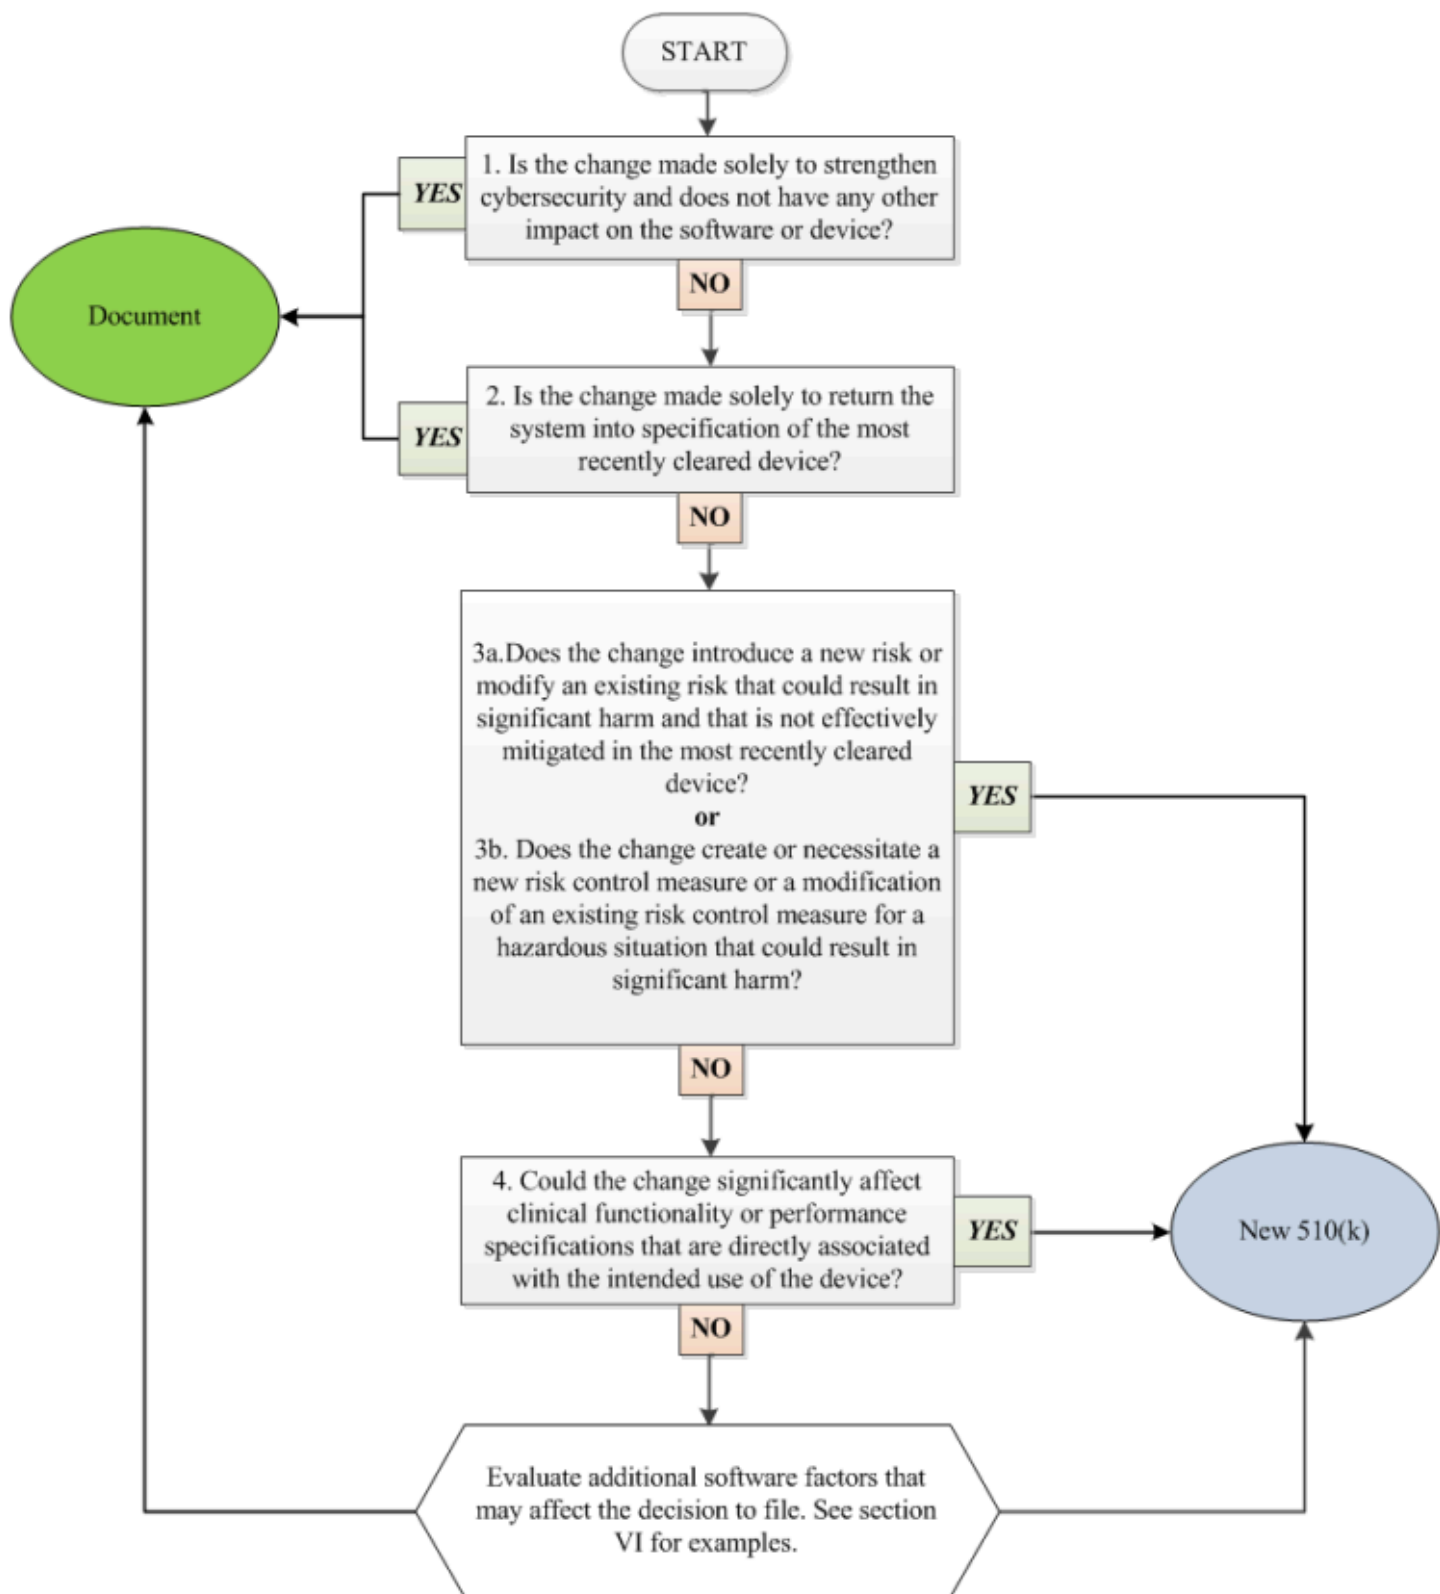 START
1. Is the change made solely to strengthen
cybersecurity and does not have any other
impact on the software or device?
YES
NO
Document
2. Is the change made solely to return the
system into specification of the most
recently cleared device?
YES
NO
3a.Does the change introduce a new risk or
modify an existing risk that could result in
significant harm and that is not effectively
mitigated in the most recently cleared
device?
or
3b. Does the change create or necessitate a
new risk control measure or a modification
of an existing risk control measure for a
hazardous situation that could result in
significant harm?
YES
NO
4. Could the change significantly affect
clinical functionality or performance
specifications that are directly associated
with the intended use of the device?
YES
New 510(k)
NO
Evaluate additional software factors that
may affect the decision to file. See section
VI for examples.